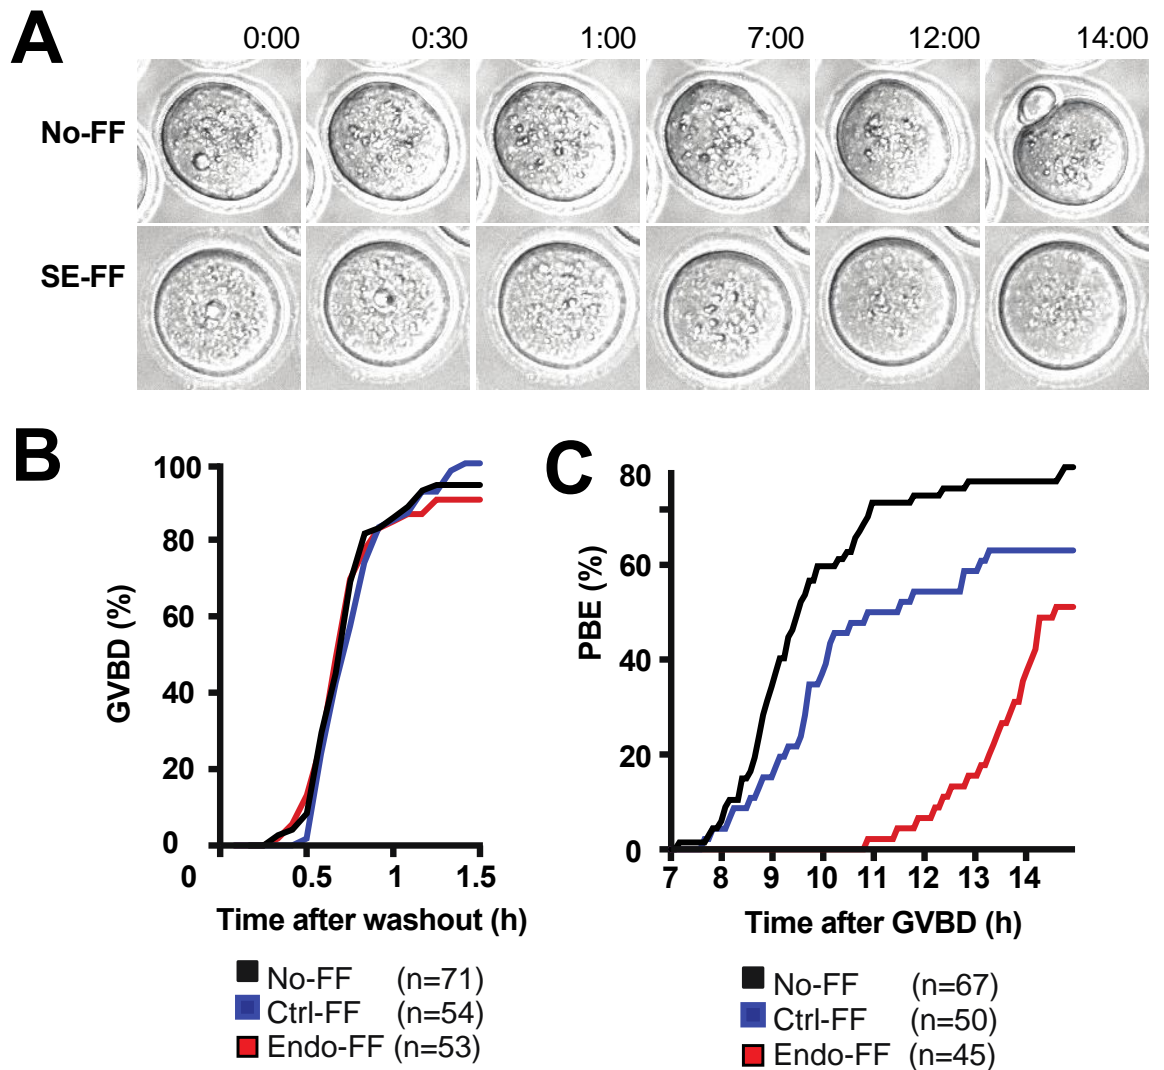 A
0:00 0:30 1:00 7:00 12:00 14:00
No-FF
SE-FF
B
GVBD (%)
100
80
60
40
20
0
0 0.5 1 1.5
Time after washout (h)
No-FF (n=71)
Ctrl-FF (n=54)
Endo-FF (n=53)
C
PBE (%)
80
60
40
20
0
7 8 9 10 11 12 13 14
Time after GVBD (h)
No-FF (n=67)
Ctrl-FF (n=50)
Endo-FF (n=45)